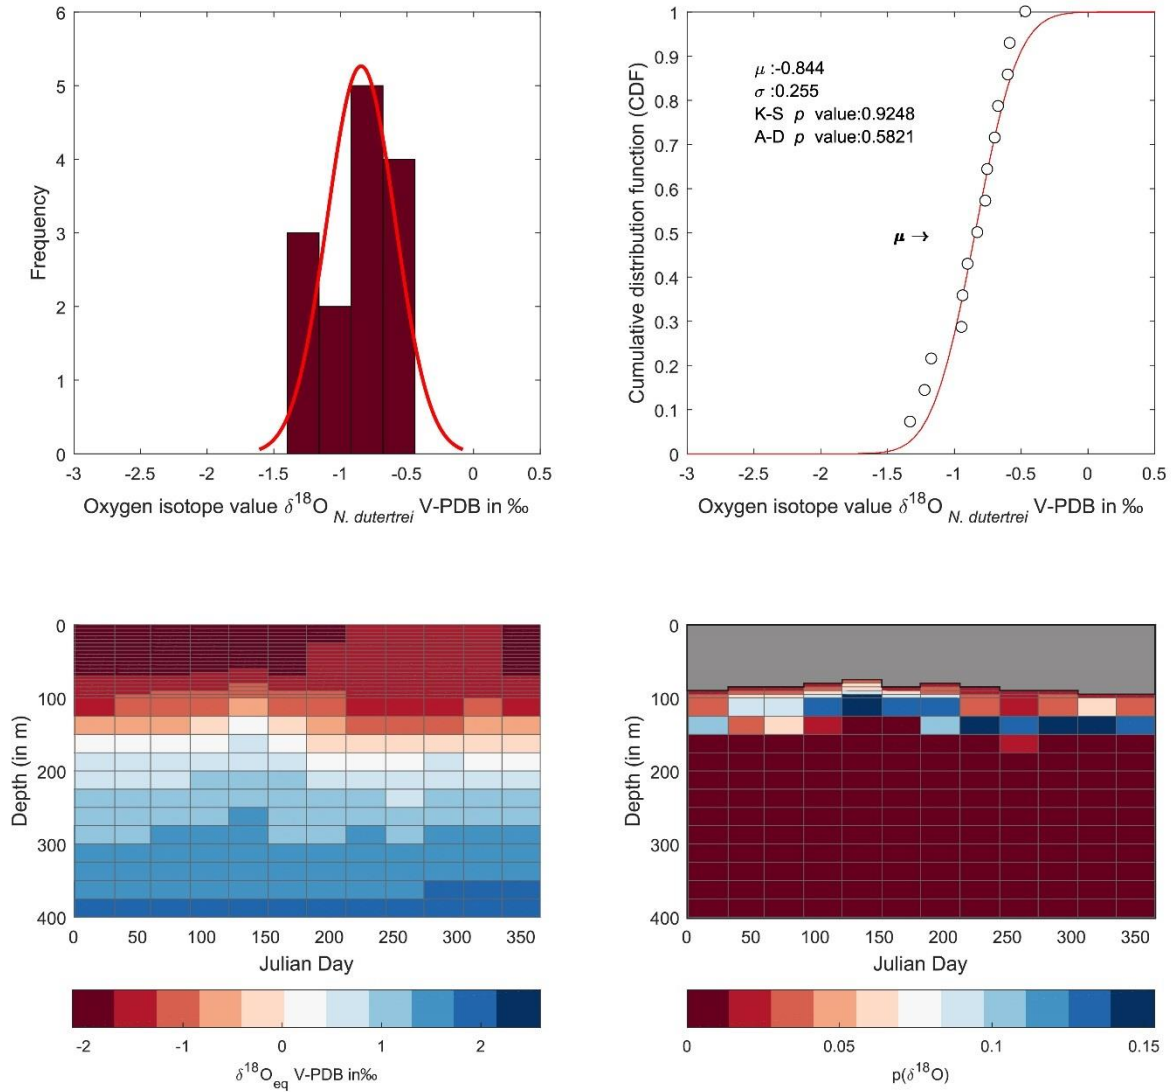 6
5
4
3
2
1
0
Frequency
-3 -2.5 -2 -1.5 -1 -0.5 0 0.5
Oxygen isotope value δ18O N. dutertrei V-PDB in ‰
1
0.9
0.8
0.7
0.6
0.5
0.4
0.3
0.2
0.1
0
Cumulative distribution function (CDF)
μ :-0.844
σ :0.255
K-S p value:0.9248
A-D p value:0.5821
μ →
-3 -2.5 -2 -1.5 -1 -0.5 0 0.5
Oxygen isotope value δ18O N. dutertrei V-PDB in ‰
0
100
200
300
400
Depth (in m)
0 50 100 150 200 250 300 350
Julian Day
-2 -1 0 1 2
δ18Oeq V-PDB in‰
0
100
200
300
400
Depth (in m)
0 50 100 150 200 250 300 350
Julian Day
0 0.05 0.1 0.15
p(δ18O)